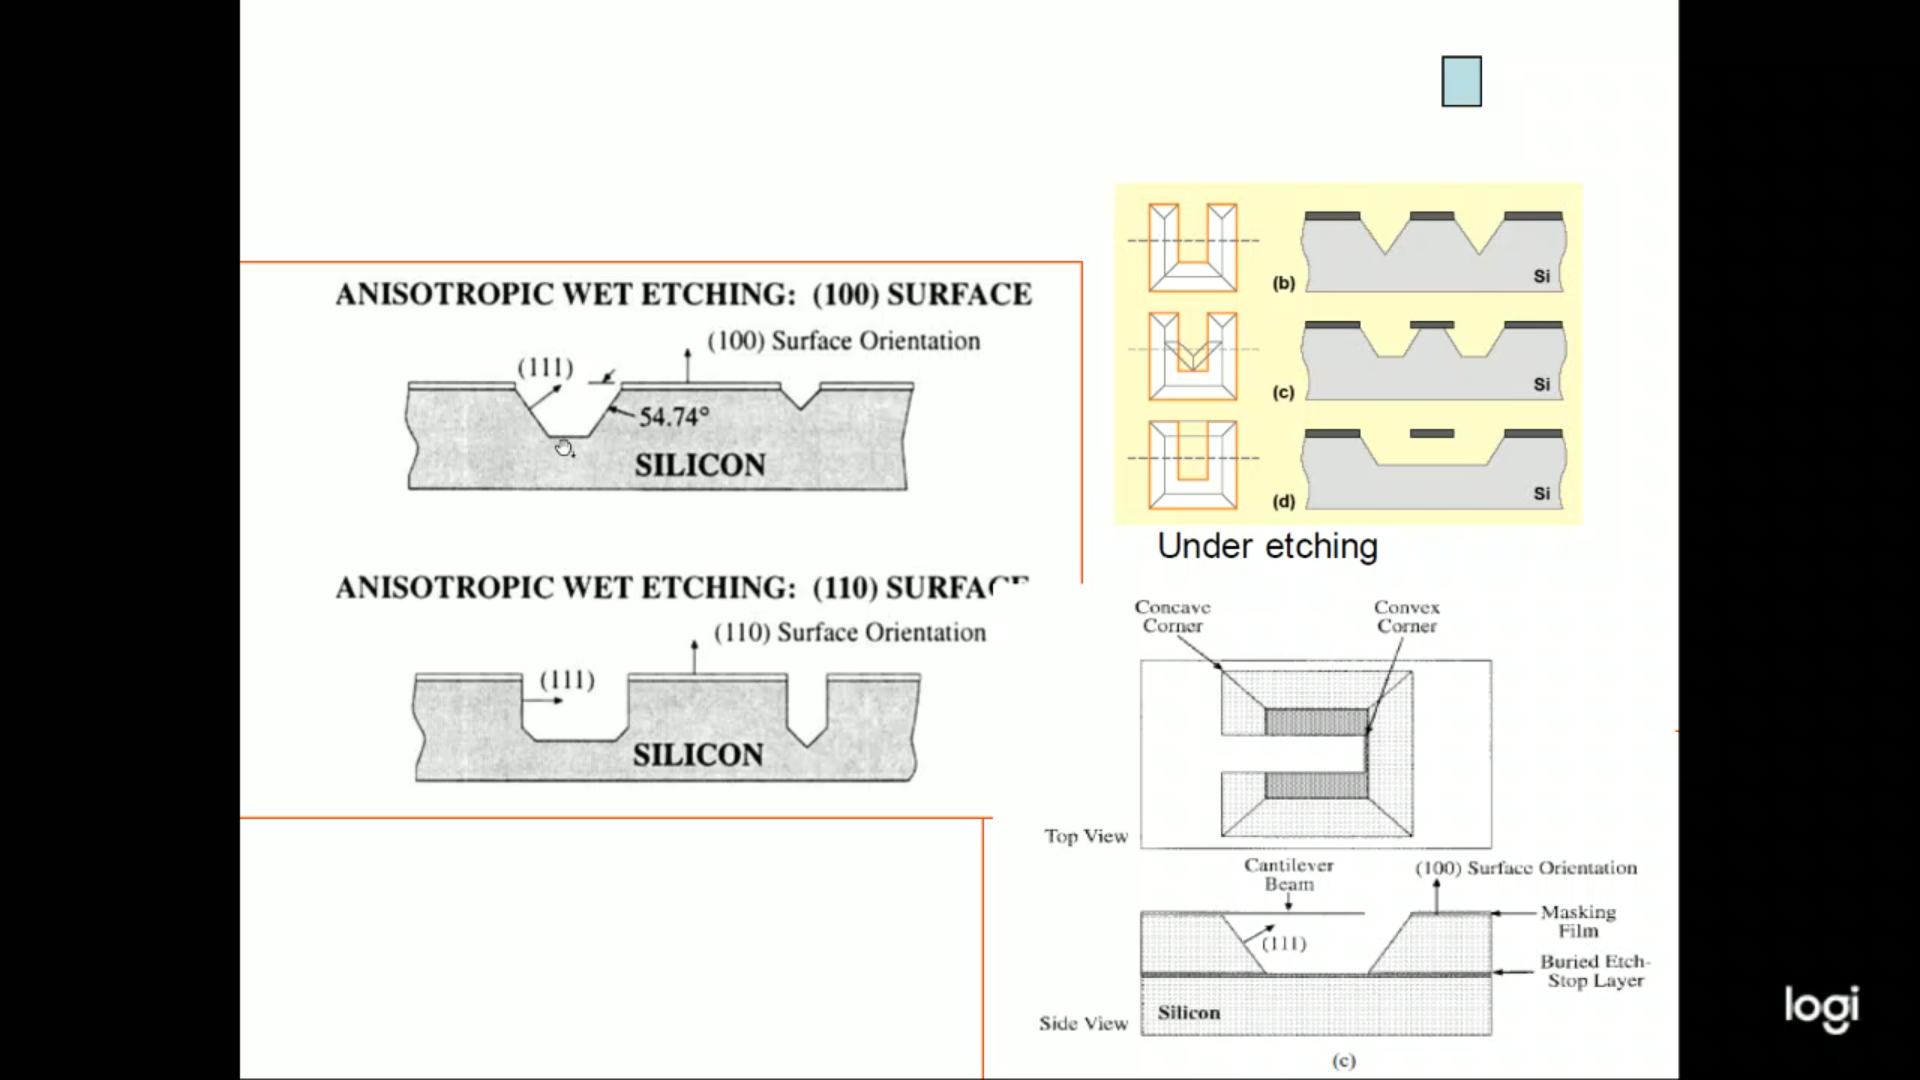 ANISOTROPIC WET ETCHING: (100) SURFACE
(100) Surface Orientation
(111)
54.74°
SILICON
ANISOTROPIC WET ETCHING: (110) SURFACE
(110) Surface Orientation
(111)
SILICON
(b)
Si
(c)
Si
(d)
Si
Under etching
Concave
Corner
Convex
Corner
Top View
Cantilever
Beam
(100) Surface Orientation
Masking
Film
(111)
Buried Etch-
Stop Layer
Silicon
Side View
(c)
logi